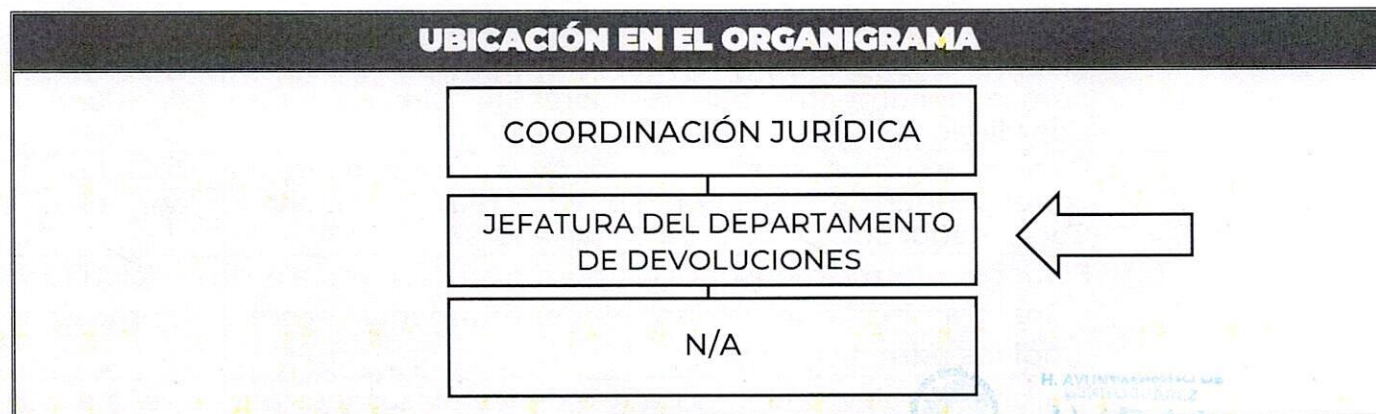 UBICACIÓN EN EL ORGANIGRAMA
COORDINACIÓN JURÍDICA
JEFATURA DEL DEPARTAMENTO
DE DEVOLUCIONES
N/A
H. AYUNTAMIENTO DE